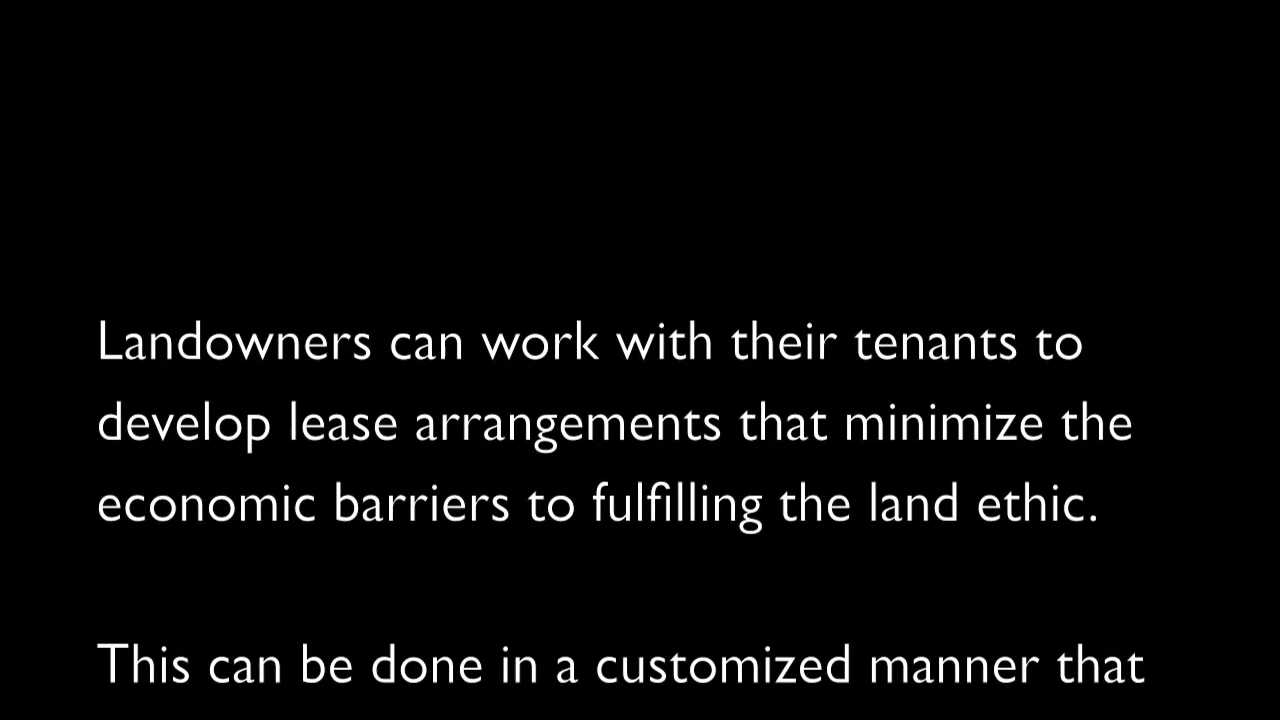 Landowners can work with their tenants to
develop lease arrangements that minimize the
economic barriers to fulfilling the land ethic.
This can be done in a customized manner that